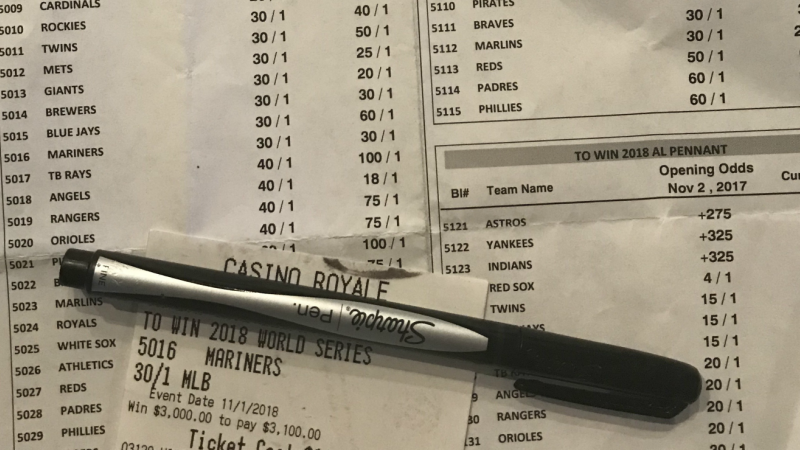 5009 CARDINALS
5010 ROCKIES 30 / 1 40 / 1
5011 TWINS 30 / 1 50 / 1
5012 METS 30 / 1 25 / 1
5013 GIANTS 30 / 1 20 / 1
5014 BREWERS 30 / 1 30 / 1
5015 BLUE JAYS 30 / 1 60 / 1
5016 MARINERS 30 / 1 30 / 1
5017 TB RAYS 40 / 1 100 / 1
5018 ANGELS 40 / 1 18 / 1
5019 RANGERS 40 / 1 75 / 1
5020 ORIOLES 40 / 1 75 / 1
5021 100 / 1
5022
5023 MARLINS
5024 ROYALS
5025 WHITE SOX
5026 ATHLETICS
5027 REDS
5028 PADRES
5029 PHILLIES
5110 PIRATES
5111 BRAVES 30 / 1
5112 MARLINS 30 / 1
5113 REDS 50 / 1
5114 PADRES 60 / 1
5115 PHILLIES 60 / 1
TO WIN 2018 AL PENNANT
Opening Odds
Bl# Team Name Nov 2 , 2017
5121 ASTROS +275
5122 YANKEES +325
5123 INDIANS +325
RED SOX 4 / 1
TWINS 15 / 1
15 / 1
15 / 1
TB 20 / 1
ANGELS 20 / 1
RANGERS 20 / 1
ORIOLES 20 / 1
30 / 1
FINE
Sharpie. Pen.
CASINO ROYALE
TO WIN 2018 WORLD SERIES
5016 MARINERS
30/1 MLB
Event Date 11/1/2018
Win $3,000.00 to pay $3,100.00
Ticket